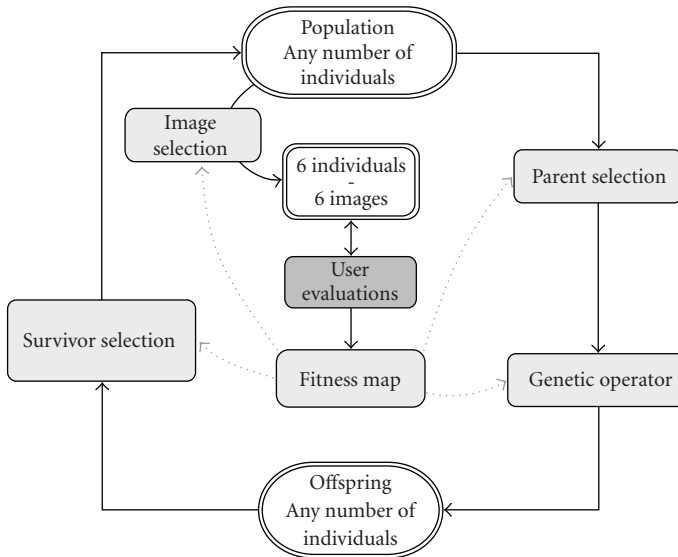 Population
Any number of
individuals
Image
selection
6 individuals
-
6 images
Parent selection
User
evaluations
Survivor selection
Fitness map
Genetic operator
Offspring
Any number of
individuals